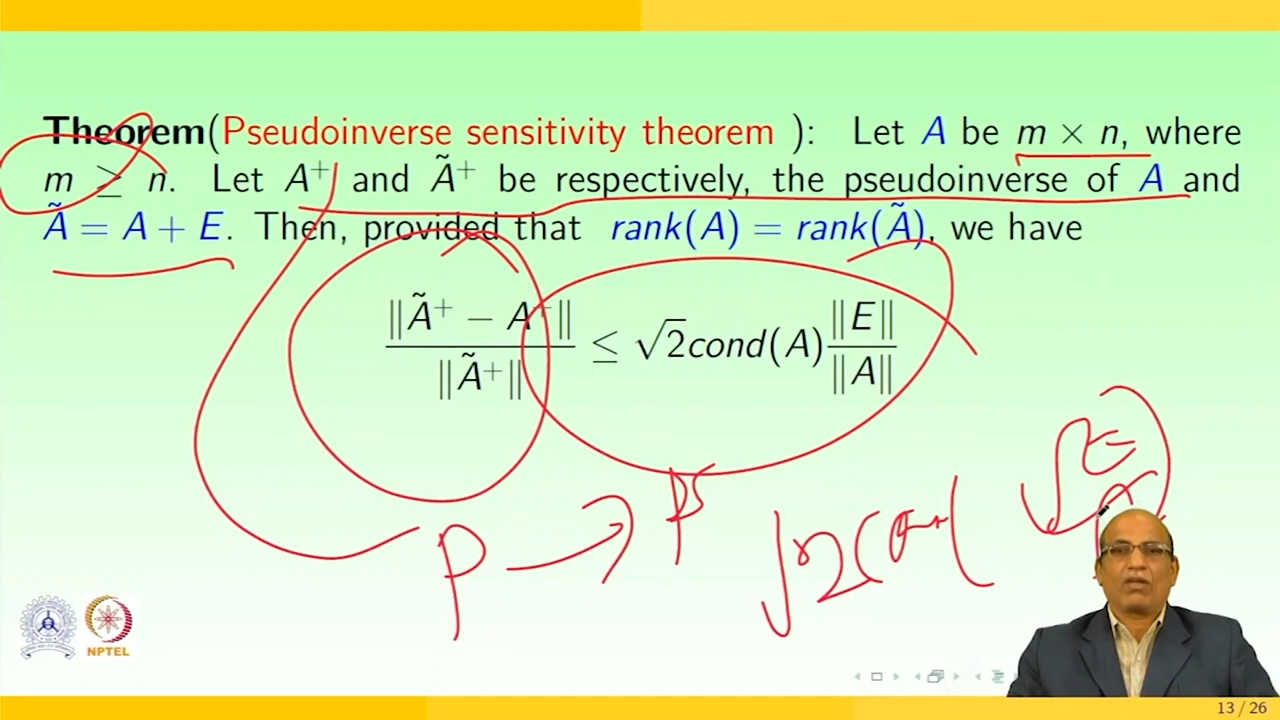 Theorem(Pseudoinverse sensitivity theorem ): Let A be m × n, where
m ≥ n. Let A⁺ and Ã⁺ be respectively, the pseudoinverse of A and
Ã = A + E. Then, provided that rank(A) = rank(Ã), we have
‖Ã⁺ − A⁺‖ / ‖Ã⁺‖ ≤ √2cond(A) ‖E‖ / ‖A‖
P
NPTEL
13 / 26